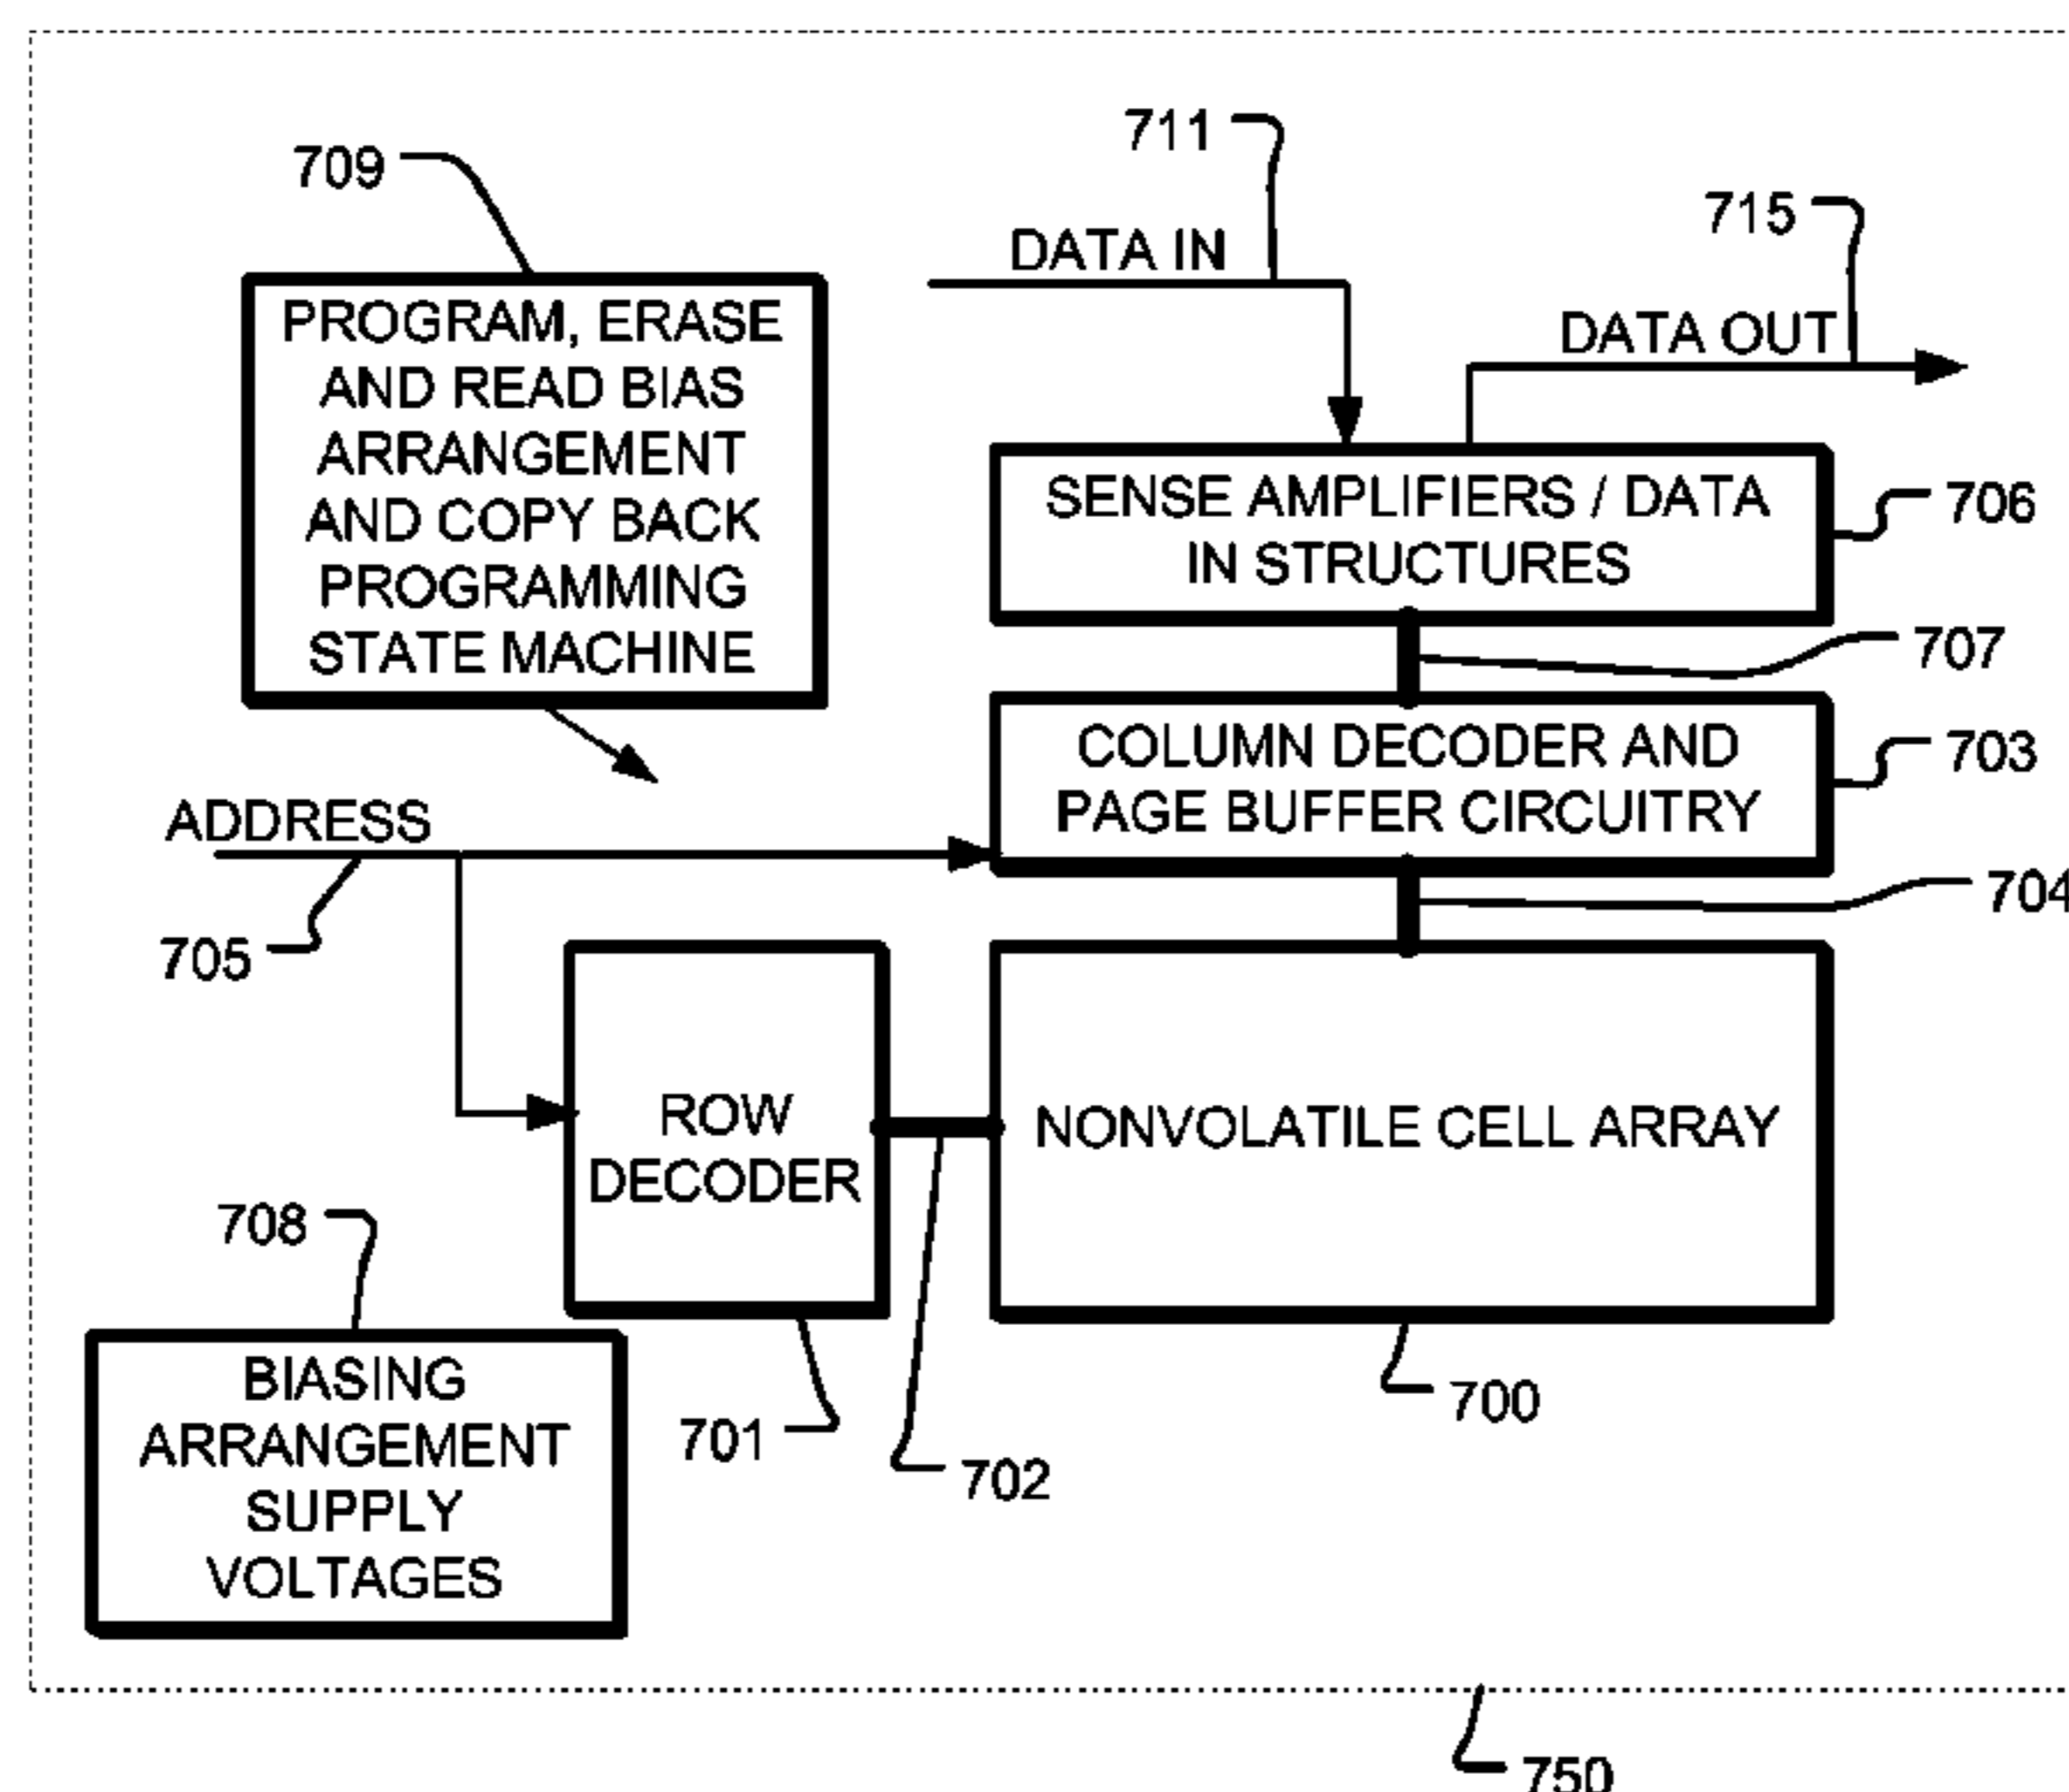 711
709
715
DATA IN
DATA OUT
PROGRAM, ERASE
AND READ BIAS
ARRANGEMENT
AND COPY BACK
PROGRAMMING
STATE MACHINE
SENSE AMPLIFIERS / DATA
IN STRUCTURES
706
707
COLUMN DECODER AND
PAGE BUFFER CIRCUITRY
703
ADDRESS
704
705
ROW
DECODER
NONVOLATILE CELL ARRAY
708
BIASING
ARRANGEMENT
SUPPLY
VOLTAGES
701
702
700
750